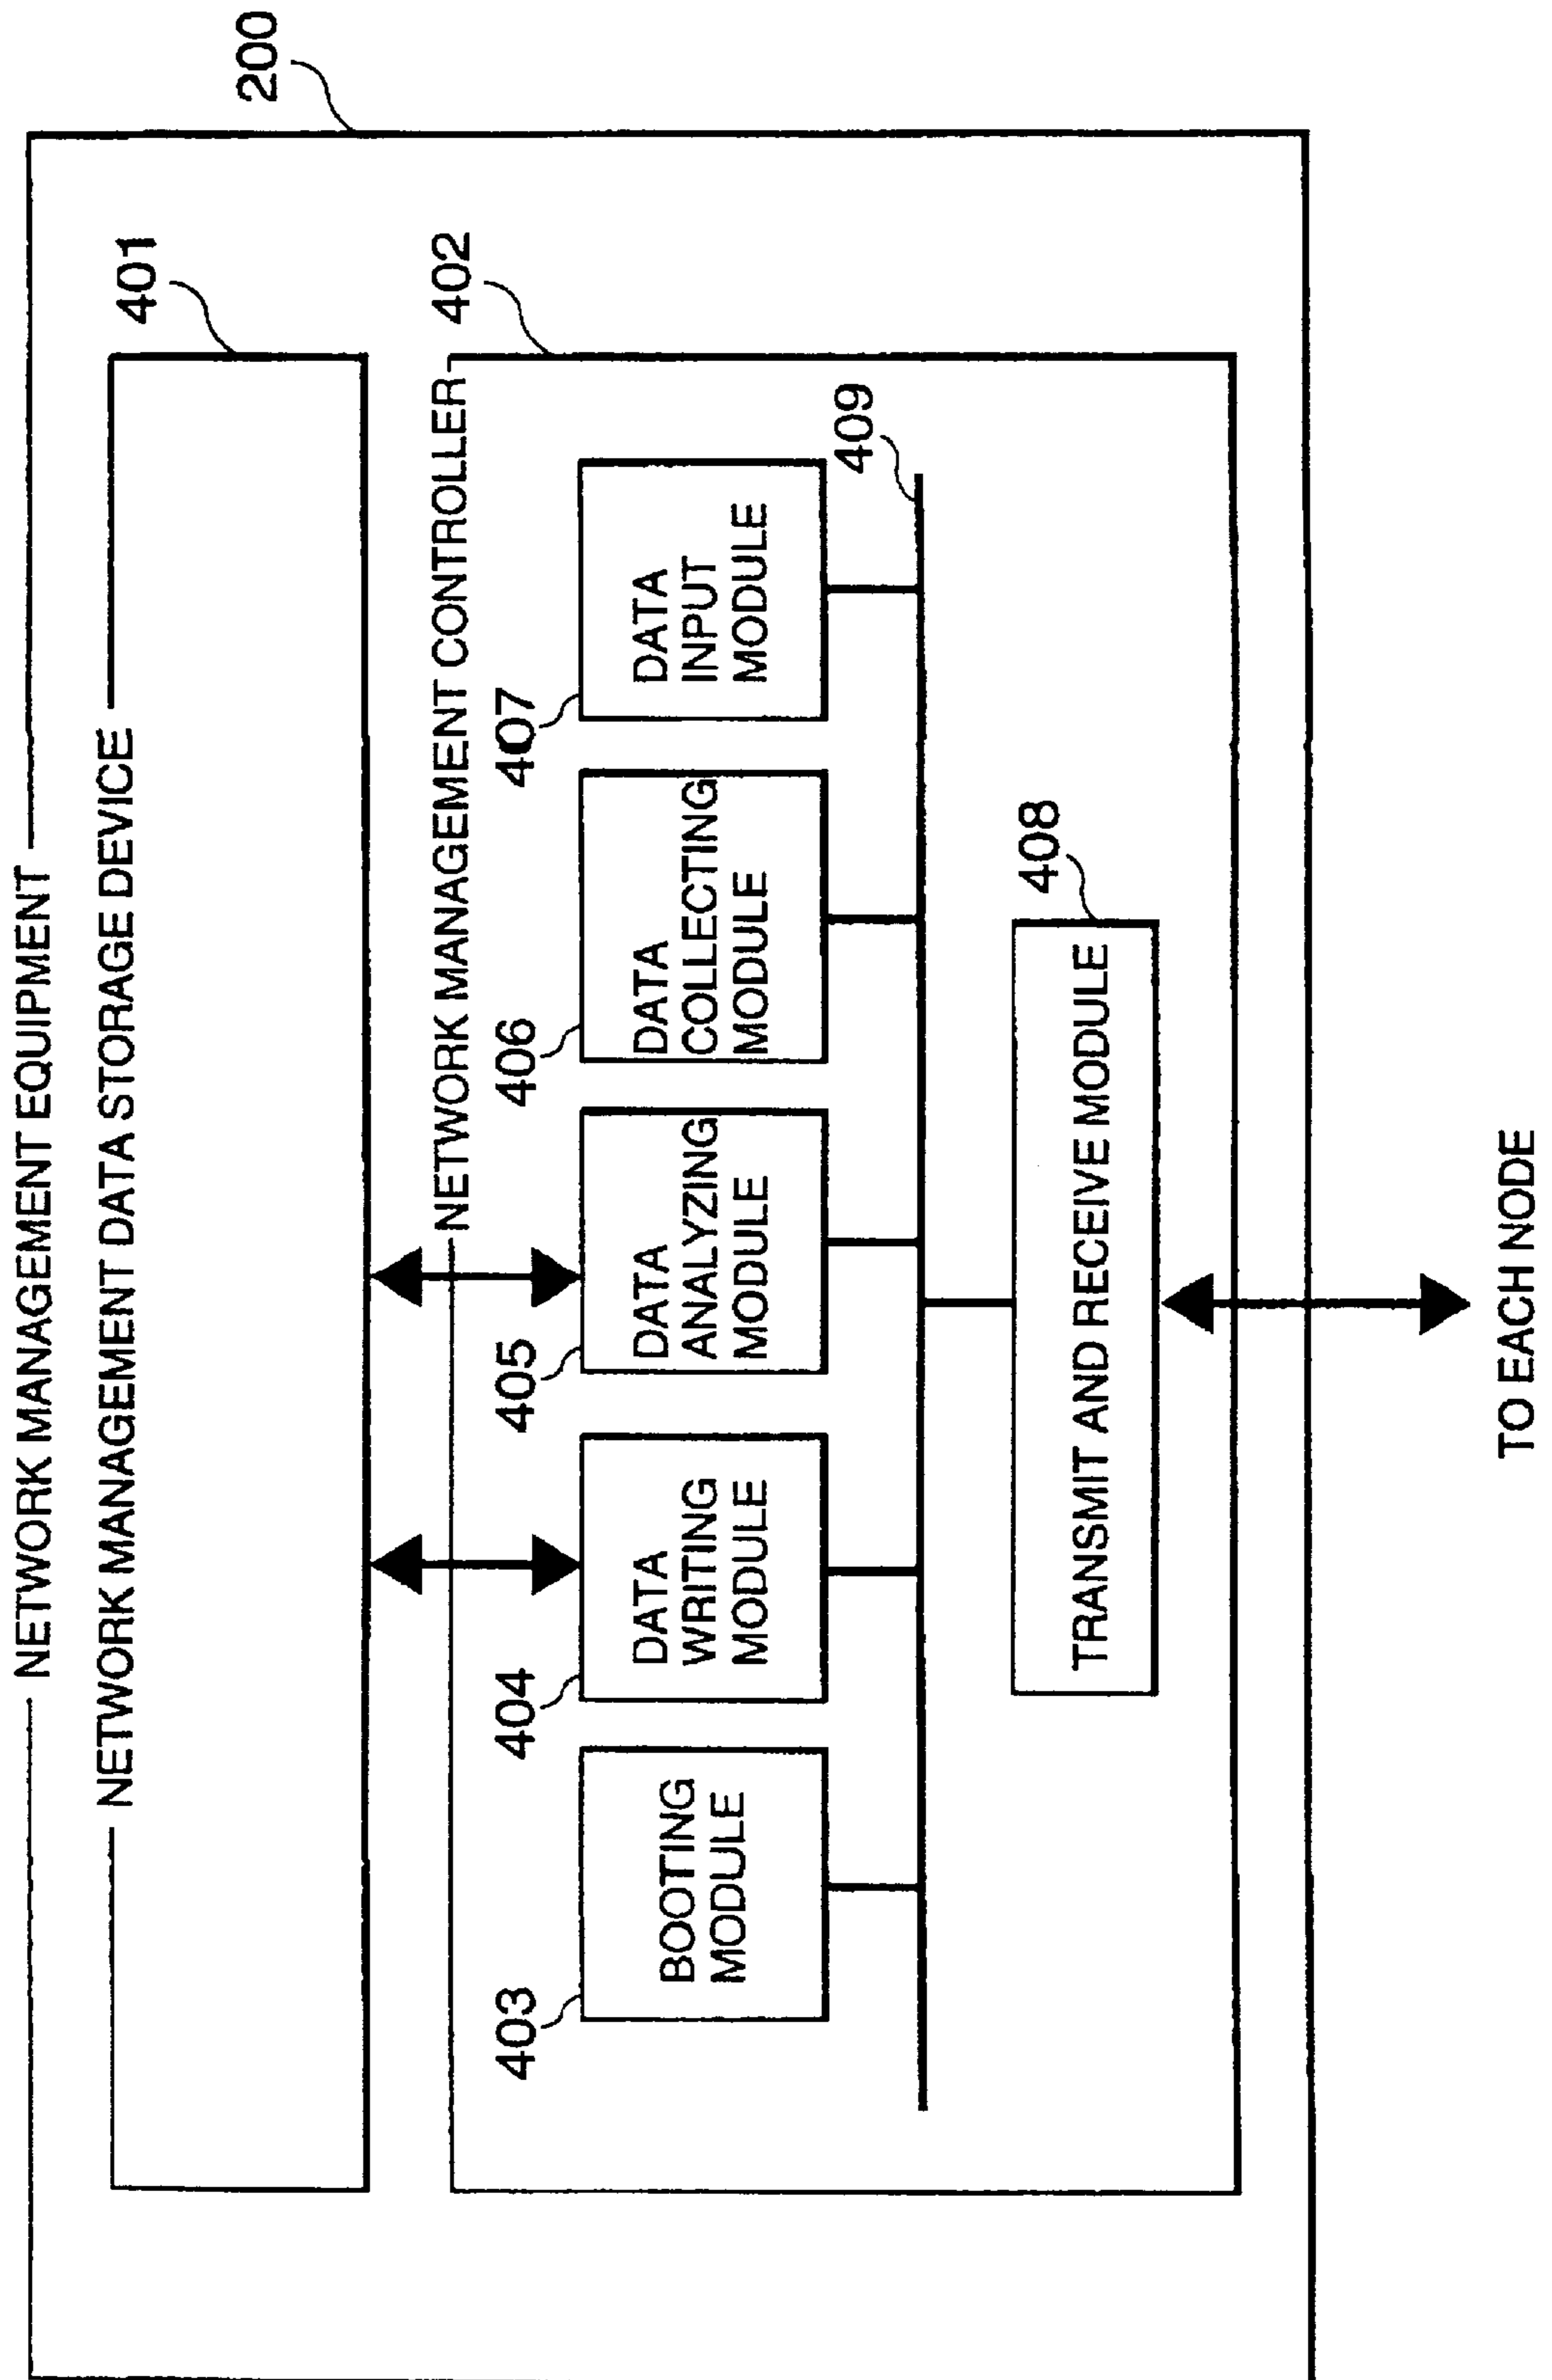 200
NETWORK MANAGEMENT EQUIPMENT
NETWORK MANAGEMENT DATA STORAGE DEVICE
401
NETWORK MANAGEMENT CONTROLLER
402
403
BOOTING
MODULE
404
DATA
WRITING
MODULE
405
DATA
ANALYZING
MODULE
406
DATA
COLLECTING
MODULE
407
DATA
INPUT
MODULE
409
408
TRANSMIT AND RECEIVE MODULE
TO EACH NODE